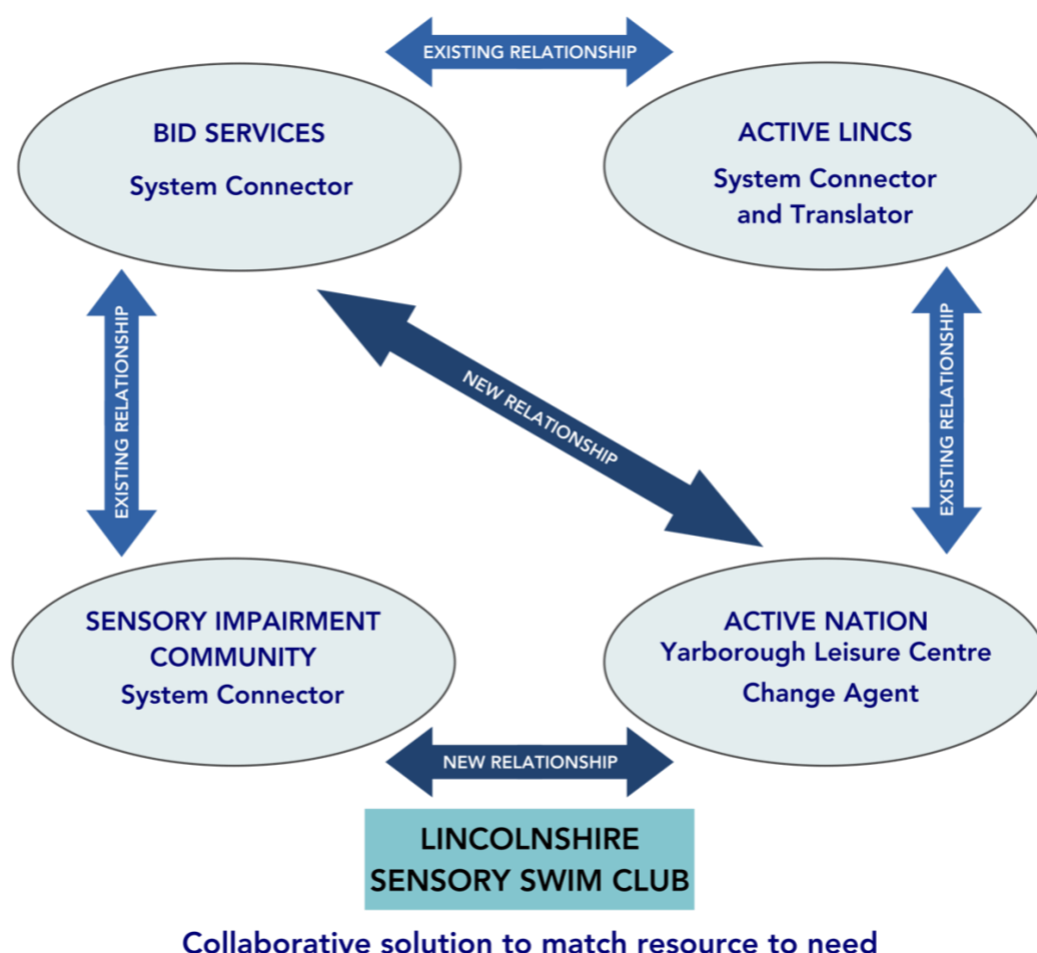 EXISTING RELATIONSHIP
BID SERVICES
System Connector
ACTIVE LINCS
System Connector
and Translator
EXISTING RELATIONSHIP
NEW RELATIONSHIP
EXISTING RELATIONSHIP
SENSORY IMPAIRMENT
COMMUNITY
System Connector
ACTIVE NATION
Yarborough Leisure Centre
Change Agent
NEW RELATIONSHIP
LINCOLNSHIRE
SENSORY SWIM CLUB
Collaborative solution to match resource to need